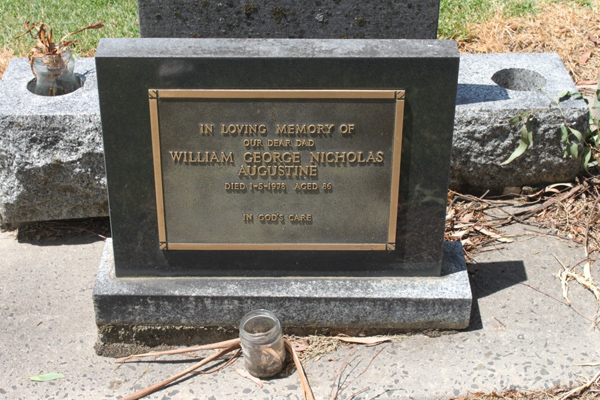 IN LOVING MEMORY OF
OUR DEAR DAD
WILLIAM GEORGE NICHOLAS
AUGUSTINE
DIED 1-5-1978 AGED 86
IN GOD'S CARE